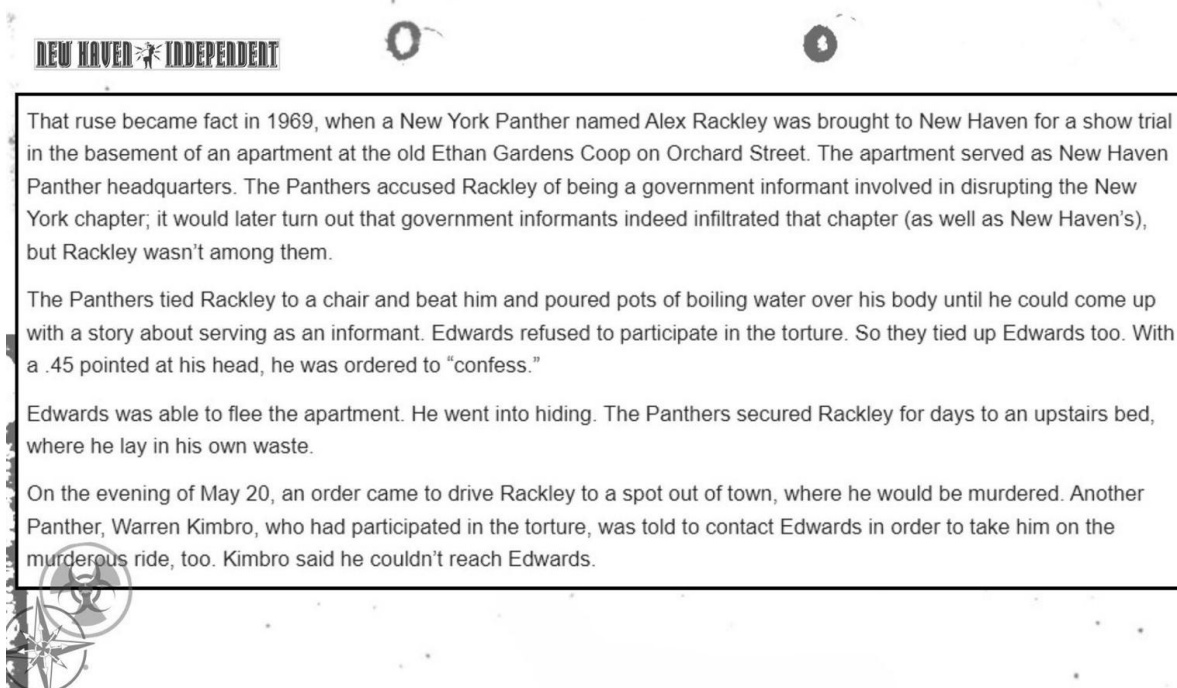 NEW HAVEN INDEPENDENT
That ruse became fact in 1969, when a New York Panther named Alex Rackley was brought to New Haven for a show trial
in the basement of an apartment at the old Ethan Gardens Coop on Orchard Street. The apartment served as New Haven
Panther headquarters. The Panthers accused Rackley of being a government informant involved in disrupting the New
York chapter; it would later turn out that government informants indeed infiltrated that chapter (as well as New Haven’s),
but Rackley wasn’t among them.
The Panthers tied Rackley to a chair and beat him and poured pots of boiling water over his body until he could come up
with a story about serving as an informant. Edwards refused to participate in the torture. So they tied up Edwards too. With
a .45 pointed at his head, he was ordered to “confess.”
Edwards was able to flee the apartment. He went into hiding. The Panthers secured Rackley for days to an upstairs bed,
where he lay in his own waste.
On the evening of May 20, an order came to drive Rackley to a spot out of town, where he would be murdered. Another
Panther, Warren Kimbro, who had participated in the torture, was told to contact Edwards in order to take him on the
murderous ride, too. Kimbro said he couldn’t reach Edwards.